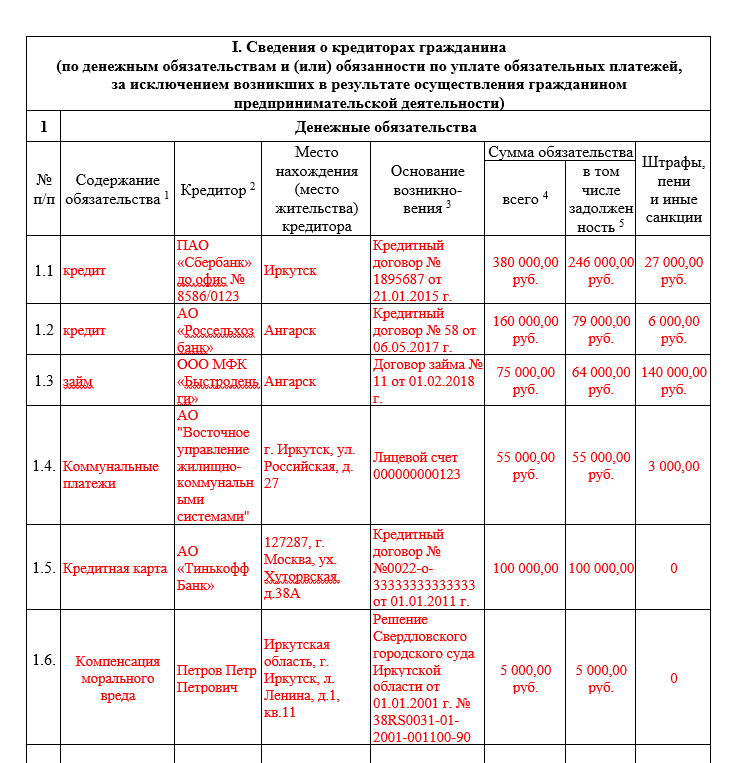 I. Сведения о кредиторах гражданина
(по денежным обязательствам и (или) обязанности по уплате обязательных платежей,
за исключением возникших в результате осуществления гражданином
предпринимательской деятельности)
1
Денежные обязательства
№
п/п
Содержание
обязательства 1
Кредитор 2
Место
нахождения
(место
жительства)
кредитора
Основание
возникно-
вения 3
Сумма обязательства
всего 4
в том
числе
задолжен
ность 5
Штрафы,
пени
и иные
санкции
1.1
кредит
ПАО
«Сбербанк»
до офис №
8586/0123
Иркутск
Кредитный
договор №
1895687 от
21.01.2015 г.
380 000,00
руб.
246 000,00
руб.
27 000,00
руб.
1.2
кредит
АО
«Россельхоз
банк»
Ангарск
Кредитный
договор № 58 от
06.05.2017 г.
160 000,00
руб.
79 000,00
руб.
6 000,00
руб.
1.3
займ
ООО МФК
«Быстроденьь
ги»
Ангарск
Договор займа №
11 от 01.02.2018
г.
75 000,00
руб.
64 000,00
руб.
140 000,00
руб.
1.4.
Коммунальные
платежи
АО
"Восточное
управление
жилищно-
коммунальн
ыми
системами"
г. Иркутск, ул.
Российская, д.
27
Лицевой счет
000000000123
55 000,00
руб.
55 000,00
руб.
3 000,00
1.5.
Кредитная карта
АО
«Тинькофф
Банк»
127287, г.
Москва, ух.
Хуторвская,
д.38А
Кредитный
договор №
№0022-о-
33333333333333
от 01.01.2011 г.
100 000,00
100 000,00
0
1.6.
Компенсация
морального
вреда
Петров Петр
Петрович
Иркутская
область, г.
Иркутск, л.
Ленина, д.1,
кв.11
Решение
Свердловского
городского суда
Иркутской
области от
01.01.2001 г. №
38RS0031-01-
2001-001100-90
5 000,00
руб.
5 000,00
руб.
0